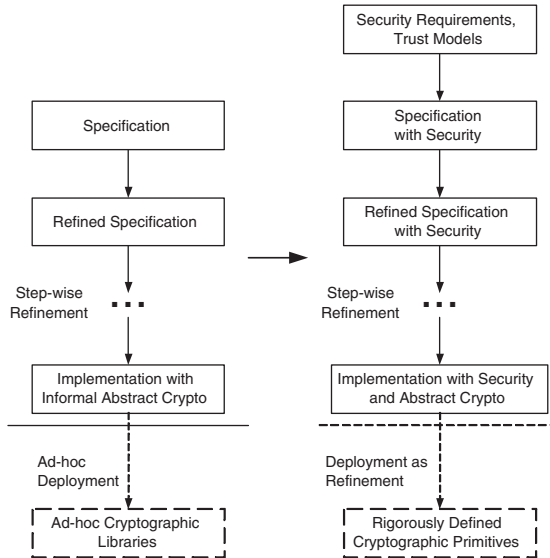 Specification
Refined Specification
Step-wise
Refinement
Implementation with
Informal Abstract Crypto
Ad-hoc
Deployment
Ad-hoc Cryptographic
Libraries
Security Requirements,
Trust Models
Specification
with Security
Refined Specification
with Security
Step-wise
Refinement
Implementation with Security
and Abstract Crypto
Deployment as
Refinement
Rigorously Defined
Cryptographic Primitives